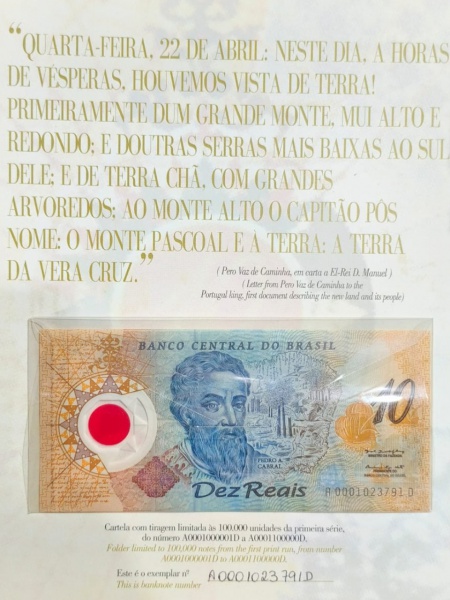 “QUARTA-FEIRA, 22 DE ABRIL: NESTE DIA, A HORAS
DE VÉSPERAS, HOUVEMOS VISTA DE TERRA!
PRIMEIRAMENTE DUM GRANDE MONTE, MUI ALTO E
REDONDO; E DOUTRAS SERRAS MAIS BAIXAS AO SUL
DELE; E DE TERRA CHÃ, COM GRANDES
ARVOREDOS; AO MONTE ALTO O CAPITÃO PÔS
NOME: O MONTE PASCOAL E A TERRA: A TERRA
DA VERA CRUZ.”
( Pero Vaz de Caminha, em carta a El-Rei D. Manuel )
( Letter from Pero Vaz de Caminha to the
Portugal king, first document describing the new land and its people)
BANCO CENTRAL DO BRASIL
10
PEDRO A.
CABRAL
Dez Reais
A 0001023791 D
Cartela com tiragem limitada às 100.000 unidades da primeira série,
do número A0001000001D a A0001100000D.
Folder limited to 100,000 notes from the first print run, from number
A0001000001D to A0001100000D.
Este é o exemplar nº A0001023791D
This is banknote number